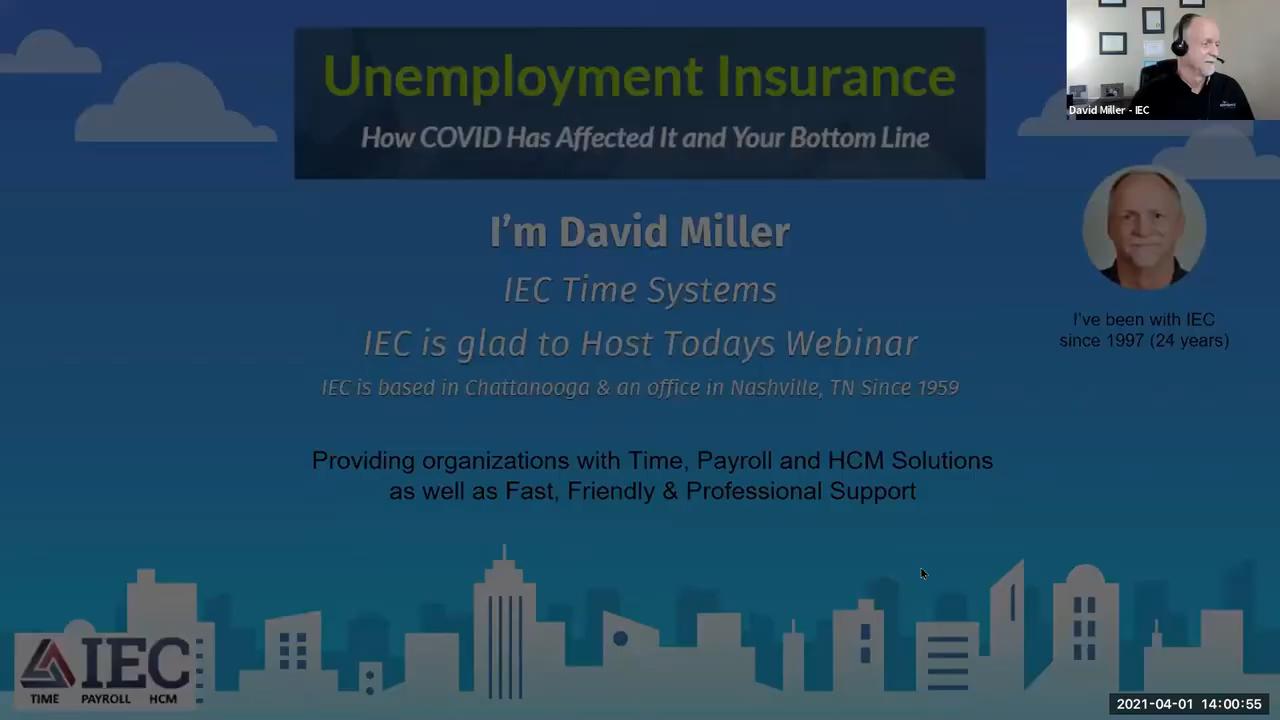 Unemployment Insurance
How COVID Has Affected It and Your Bottom Line
David Miller - IEC
I'm David Miller
IEC Time Systems
IEC is glad to Host Todays Webinar
IEC is based in Chattanooga & an office in Nashville, TN Since 1959
I've been with IEC
since 1997 (24 years)
Providing organizations with Time, Payroll and HCM Solutions
as well as Fast, Friendly & Professional Support
IEC
TIME PAYROLL HCM
2021-04-01 14:00:55